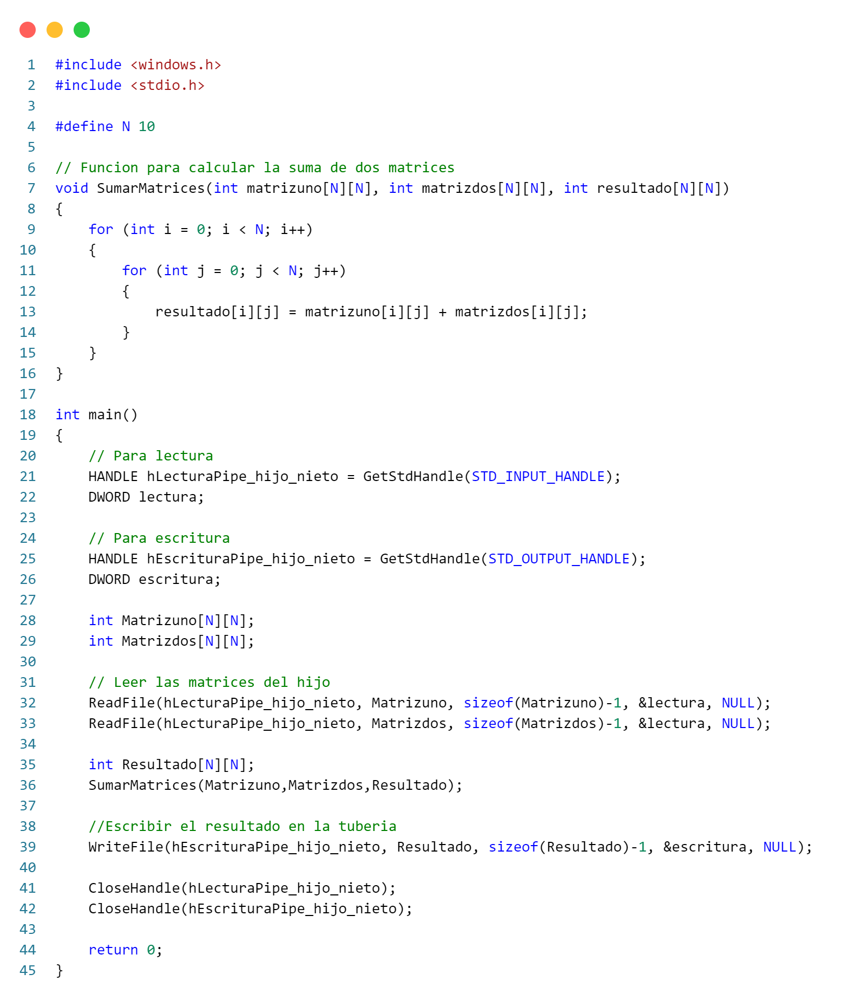 1 #include <windows.h>
2 #include <stdio.h>
3
4 #define N 10
5
6 // Funcion para calcular la suma de dos matrices
7 void SumarMatrices(int matrizuno[N][N], int matrizdos[N][N], int resultado[N][N])
8 {
9     for (int i = 0; i < N; i++)
10     {
11         for (int j = 0; j < N; j++)
12         {
13             resultado[i][j] = matrizuno[i][j] + matrizdos[i][j];
14         }
15     }
16 }
17
18 int main()
19 {
20     // Para lectura
21     HANDLE hLecturaPipe_hijo_nieto = GetStdHandle(STD_INPUT_HANDLE);
22     DWORD lectura;
23
24     // Para escritura
25     HANDLE hEscrituraPipe_hijo_nieto = GetStdHandle(STD_OUTPUT_HANDLE);
26     DWORD escritura;
27
28     int Matrizuno[N][N];
29     int Matrizdos[N][N];
30
31     // Leer las matrices del hijo
32     ReadFile(hLecturaPipe_hijo_nieto, Matrizuno, sizeof(Matrizuno)-1, &lectura, NULL);
33     ReadFile(hLecturaPipe_hijo_nieto, Matrizdos, sizeof(Matrizdos)-1, &lectura, NULL);
34
35     int Resultado[N][N];
36     SumarMatrices(Matrizuno,Matrizdos,Resultado);
37
38     //Escribir el resultado en la tuberia
39     WriteFile(hEscrituraPipe_hijo_nieto, Resultado, sizeof(Resultado)-1, &escritura, NULL);
40
41     CloseHandle(hLecturaPipe_hijo_nieto);
42     CloseHandle(hEscrituraPipe_hijo_nieto);
43
44     return 0;
45 }